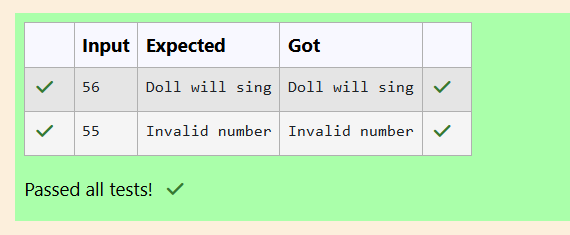 Input Expected Got
56 Doll will sing Doll will sing
55 Invalid number Invalid number
Passed all tests!